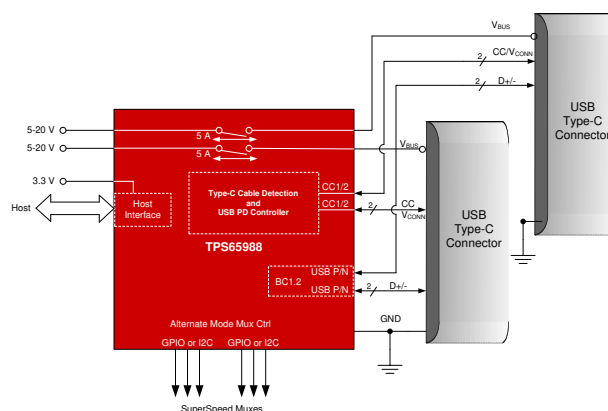 VBUS
2
CC/VCONN
2
D+/-
USB
Type-C
Connector
5-20 V
5 A
5-20 V
5 A
VBUS
3.3 V
Host
Host
Interface
Type-C Cable Detection
and
USB PD Controller
CC1/2
CC1/2
2
CC
VCONN
USB
Type-C
Connector
TPS65988
BC1.2
USB P/N
USB P/N
2
D+/-
GND
Alternate Mode Mux Ctrl
GPIO or I2C
GPIO or I2C
SuperSpeed Muxes